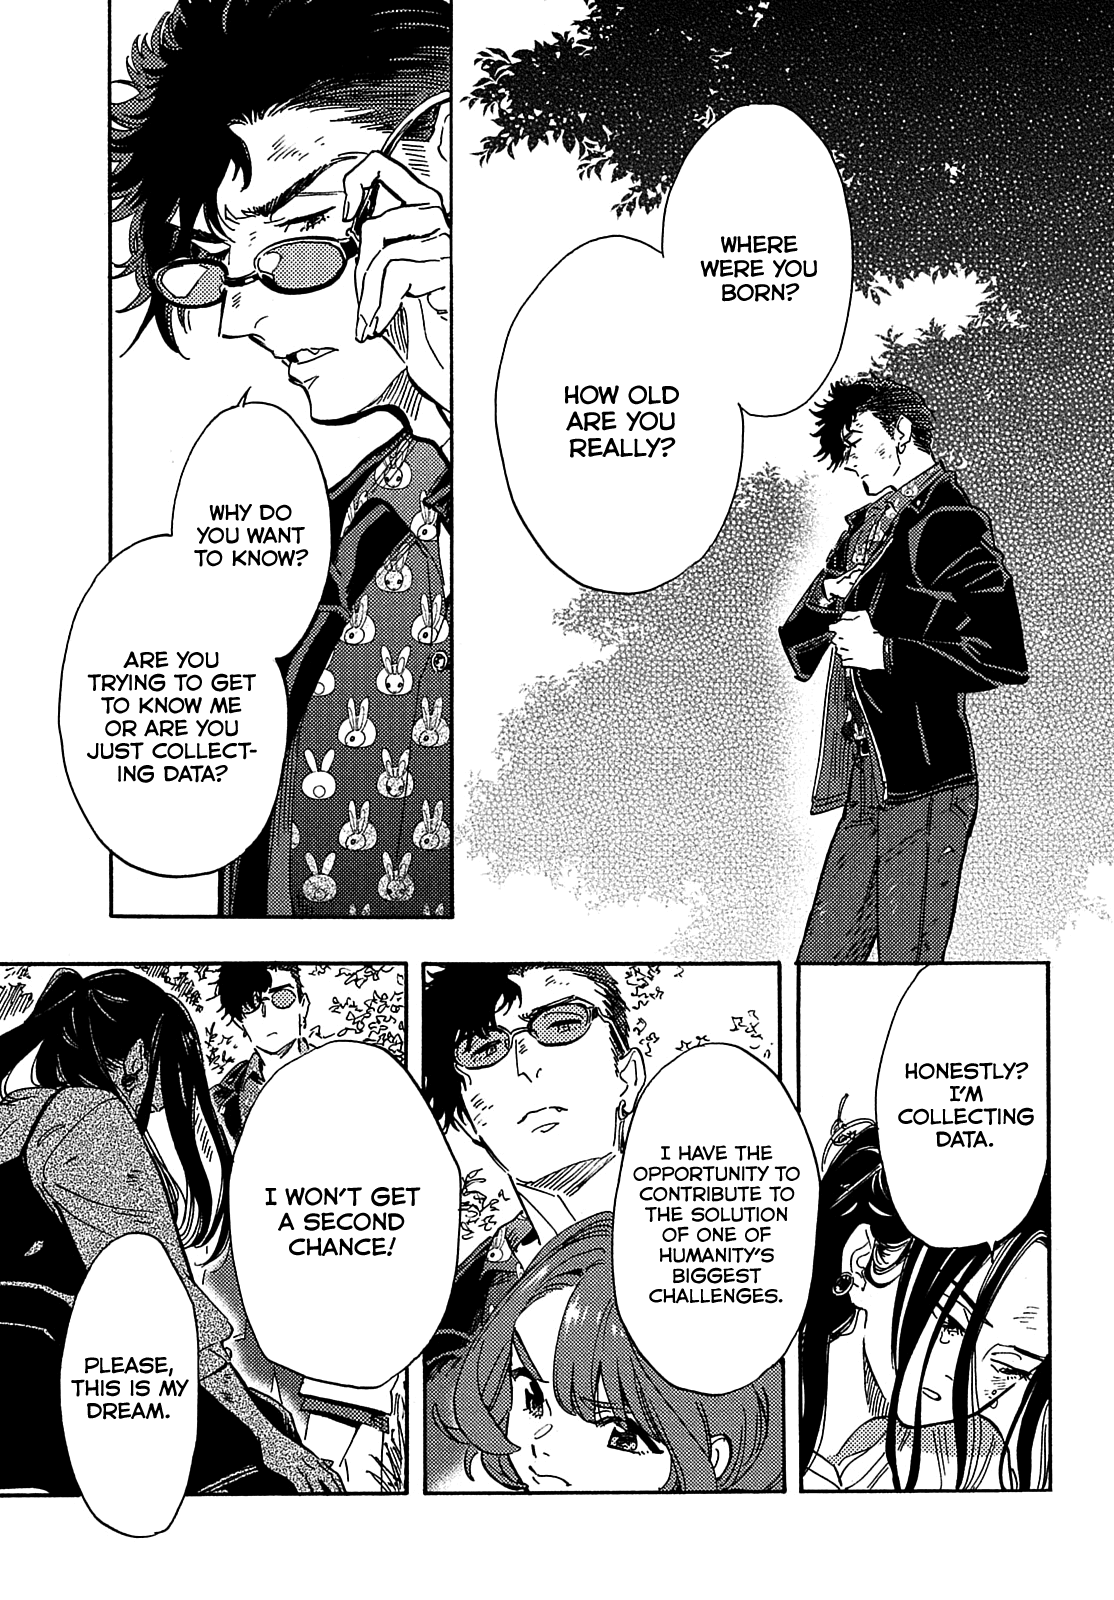 WHERE
WERE YOU
BORN?
HOW OLD
ARE YOU
REALLY?
WHY DO
YOU WANT
TO KNOW?
ARE YOU
TRYING TO GET
TO KNOW ME
OR ARE YOU
JUST COLLECT-
ING DATA?
HONESTLY?
I'M
COLLECTING
DATA.
I HAVE THE
OPPORTUNITY TO
CONTRIBUTE TO
THE SOLUTION
OF ONE OF
HUMANITY'S
BIGGEST
CHALLENGES.
I WON'T GET
A SECOND
CHANCE!
PLEASE,
THIS IS MY
DREAM.